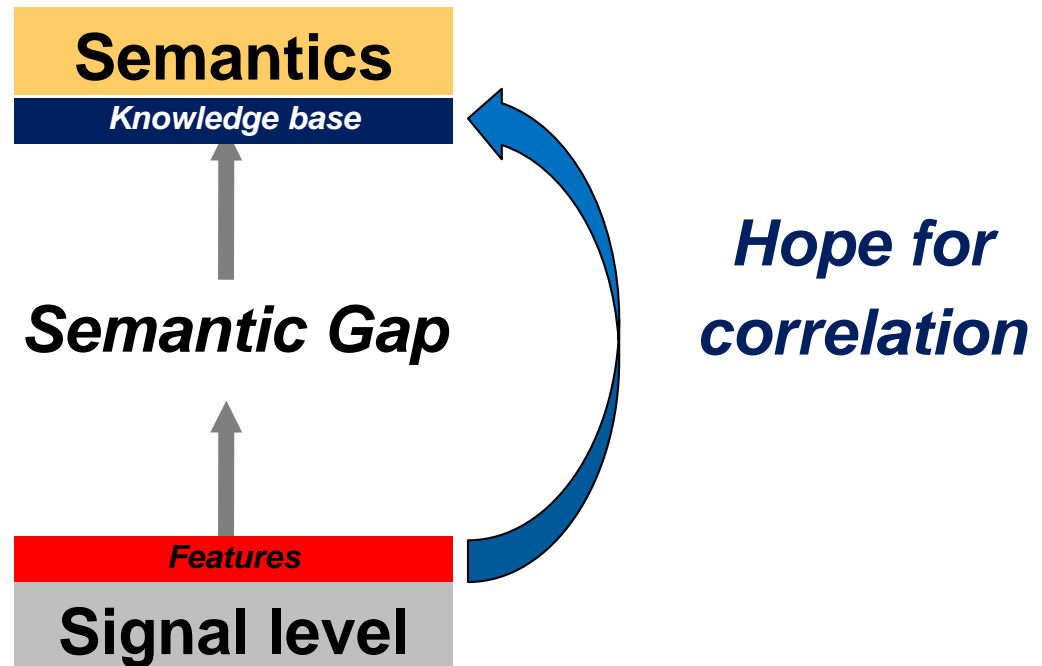 Semantics
Knowledge base
Semantic Gap
Hope for
correlation
Features
Signal level